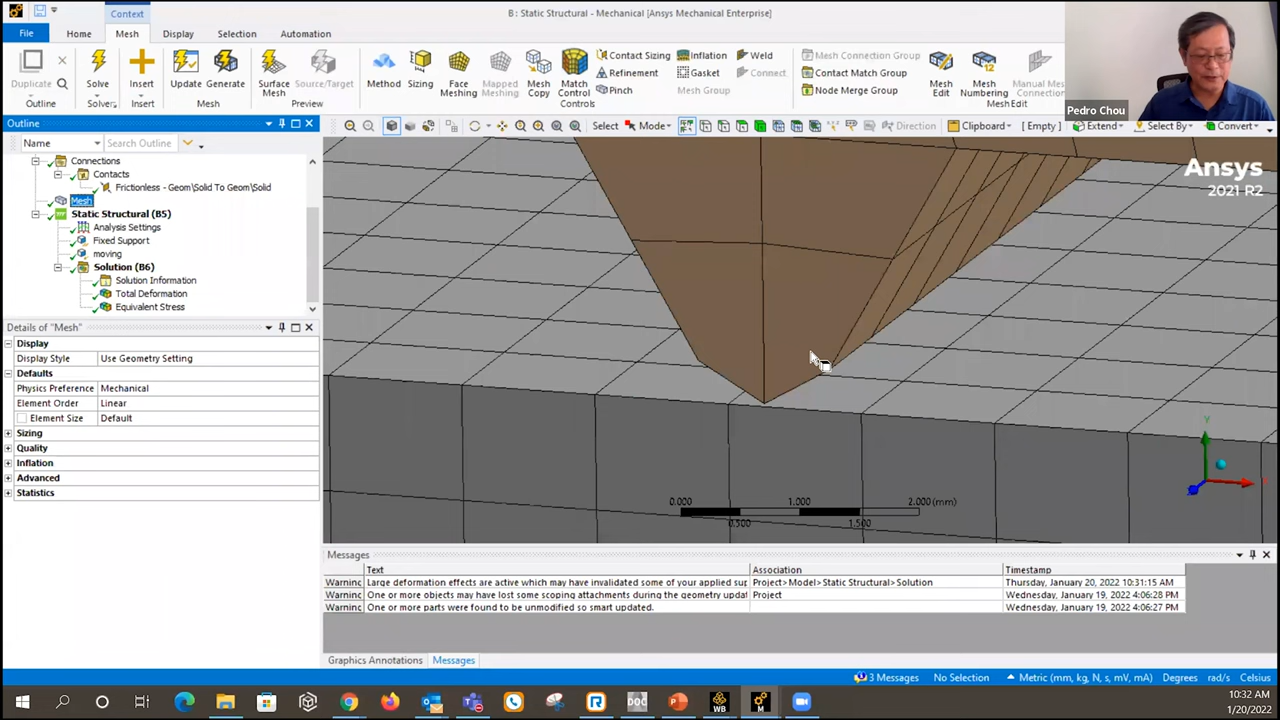 Context
B : Static Structural - Mechanical [Ansys Mechanical Enterprise]
File Home Mesh Display Selection Automation
Duplicate Solve Insert Update Generate Surface Mesh Source/Target Method Sizing Face Meshing Mapped Meshing Mesh Copy Match Control Contact Sizing Refinement Pinch Inflation Gasket Mesh Group Weld Connect Mesh Connection Group Contact Match Group Node Merge Group Mesh Edit Mesh Numbering Manual Mesh Connection
Outline Solve Insert Mesh Preview Controls Mesh Edit
Pedro Chou
Outline
Select Mode Direction Clipboard [ Empty ] Extend Select By Convert
Name Search Outline
Connections
Contacts
Frictionless - Geom\Solid To Geom\Solid
Mesh
Static Structural (B5)
Analysis Settings
Fixed Support
moving
Solution (B6)
Solution Information
Total Deformation
Equivalent Stress
Ansys
2021 R2
Details of "Mesh"
Display
Display Style Use Geometry Setting
Defaults
Physics Preference Mechanical
Element Order Linear
Element Size Default
Sizing
Quality
Inflation
Advanced
Statistics
Y
0.000 1.000 2.000 (mm)
0.500 1.500
Messages
Text Association Timestamp
Warninc Large deformation effects are active which may have invalidated some of your applied sup Project>Model>Static Structural>Solution Thursday, January 20, 2022 10:31:15 AM
Warninc One or more objects may have lost some scoping attachments during the geometry updat Project Wednesday, January 19, 2022 4:06:28 PM
Warninc One or more parts were found to be unmodified so smart updated. Wednesday, January 19, 2022 4:06:27 PM
Graphics Annotations Messages
3 Messages No Selection Metric (mm, kg, N, s, mV, mA) Degrees rad/s Celsius
DOC
WB
M
10:32 AM
1/20/2022